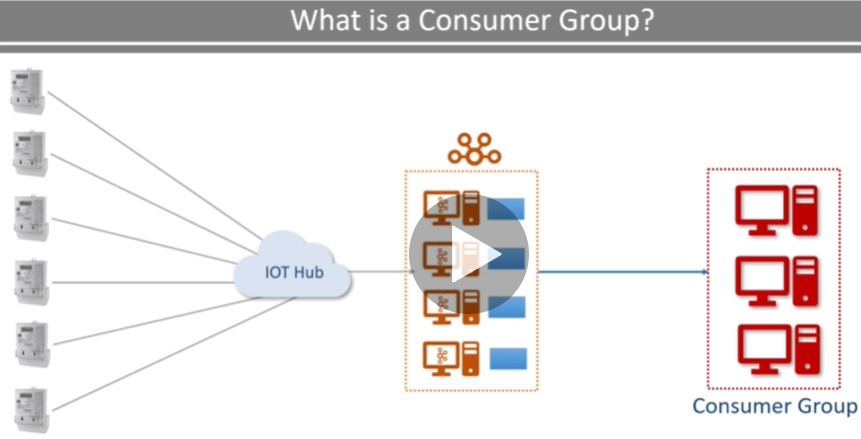 What is a Consumer Group?
IOT Hub
Consumer Group